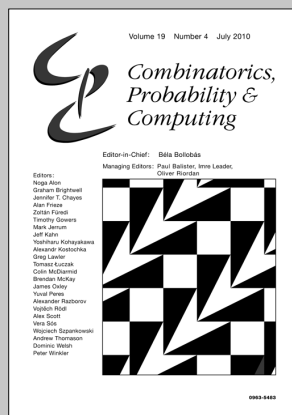 Volume 19 Number 4 July 2010
Combinatorics,
Probability &
Computing
Editor-in-Chief: Béla Bollobás
Managing Editors: Paul Balister, Imre Leader,
Oliver Riordan
Editors:
Noga Alon
Graham Brightwell
Jennifer T. Chayes
Alan Frieze
Zoltán Füredi
Timothy Gowers
Mark Jerrum
Jeff Kahn
Yoshiharu Kohayakawa
Alexandr Kostochka
Greg Lawler
Tomasz Łuczak
Colin McDiarmid
Brendan McKay
James Oxley
Yuval Peres
Alexander Razborov
Vojtěch Rödl
Alex Scott
Vera Sós
Wojciech Szpankowski
Andrew Thomason
Dominic Welsh
Peter Winkler
0963-5483